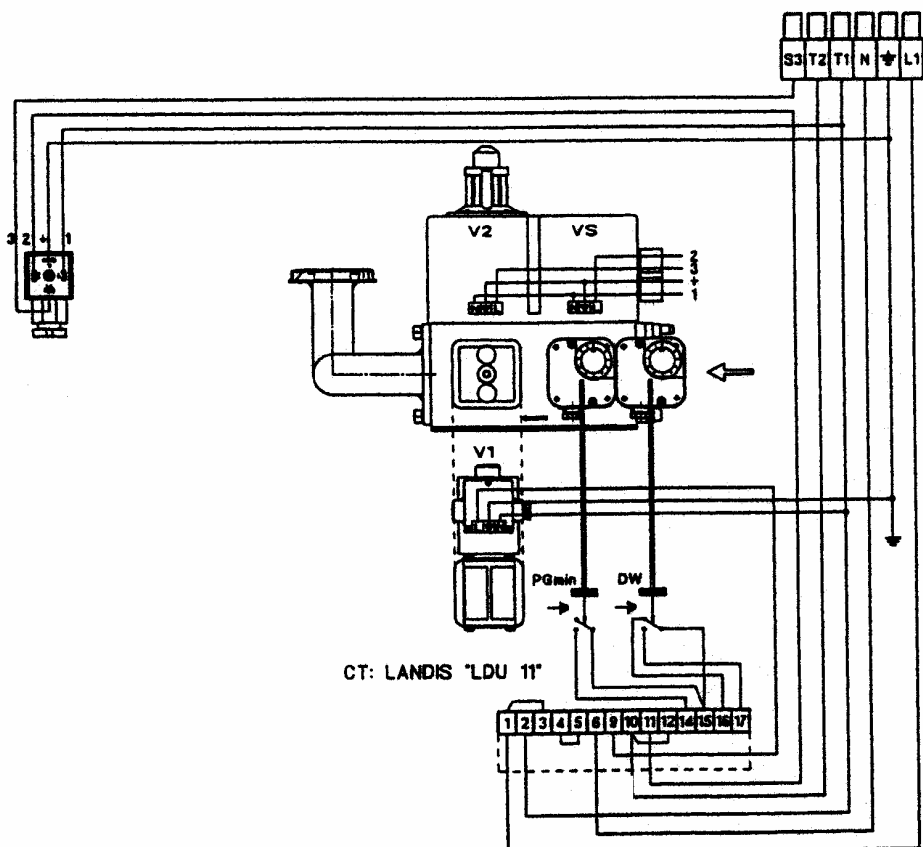 S3 T2 T1 N ⏚ L1
3 2 + 1
V2 VS
2
3
+
1
V1
PGmin DW
CT: LANDIS "LDU 11"
1 2 3 4 5 6 9 10 11 12 14 15 16 17